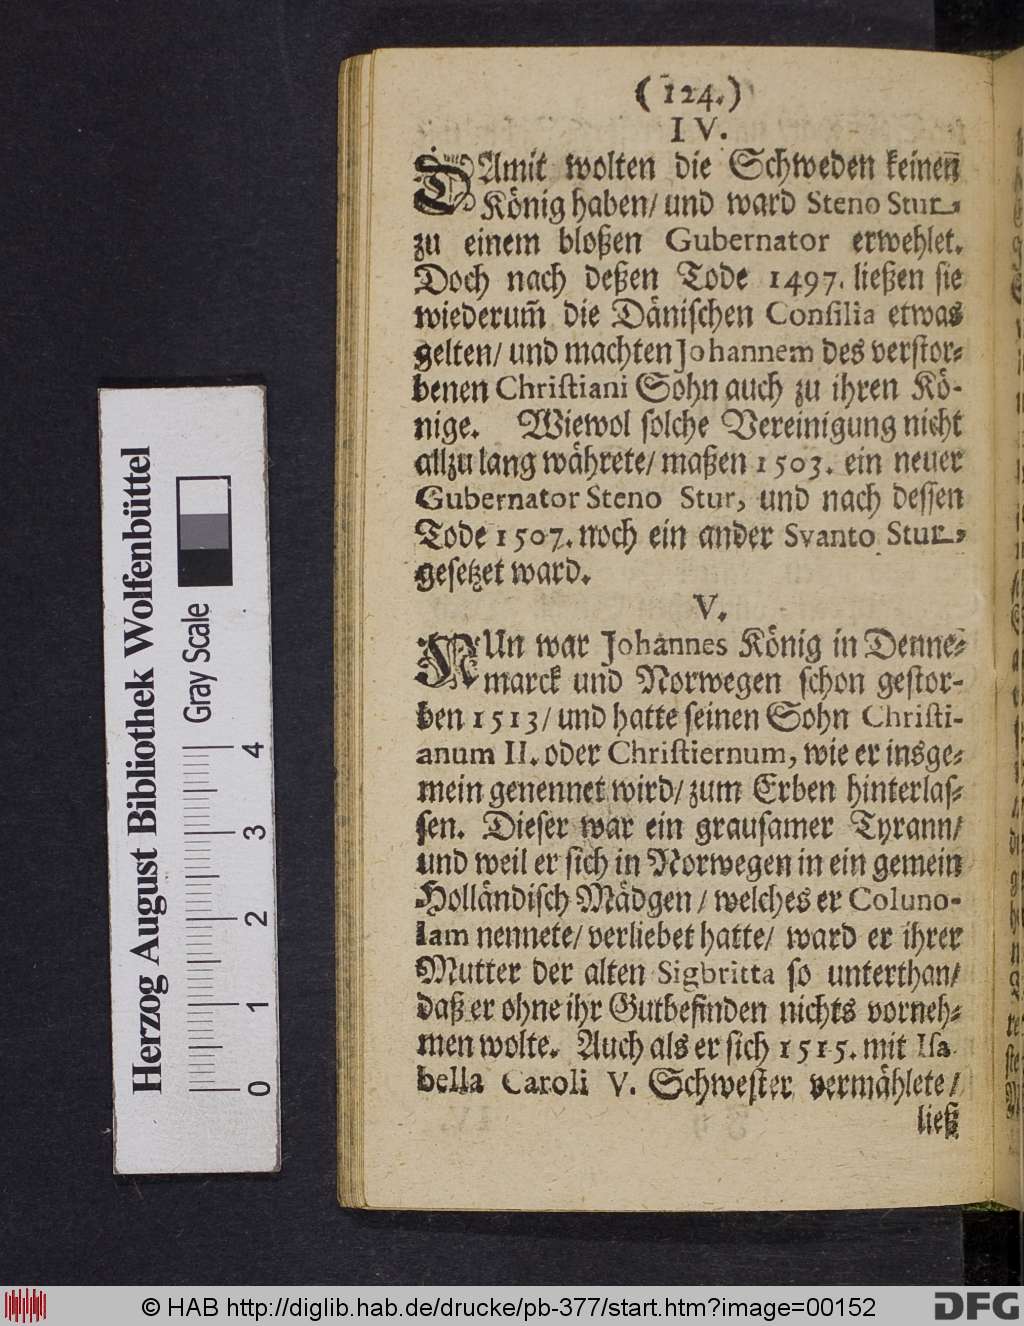 (124.)
IV.
DAmit wolten die Schweden keinen̅
König haben/ und ward Steno Stur,
zu einem bloßen Gubernator erwehlet.
Doch nach deßen Tode 1497. ließen sie
wiederum̅ die Dänischen Consilia etwas
gelten/ und machten Johannem des verstor-
benen Christiani Sohn auch zu ihren Kö-
nige. Wiewol solche Vereinigung nicht
allzu lang währete/ maßen 1503. ein neuer
Gubernator Steno Stur, und nach dessen
Tode 1507. noch ein ander Svanto Stur,
gesetzet ward.
V.
NUn war Johannes König in Denne-
marck und Norwegen schon gestor-
ben 1513/ und hatte seinen Sohn Christi-
anum II. oder Christiernum, wie er insge-
mein genennet wird/ zum Erben hinterlas-
sen. Dieser war ein grausamer Tyrann/
und weil er sich in Norwegen in ein gemein
Holländisch Mädgen / welches er Coluno-
lam nennete/ verliebet hatte/ ward er ihrer
Mutter der alten Sigbritta so unterthan/
daß er ohne ihr Gutbefinden nichts vorneh-
men wolte. Auch als er sich 1515. mit Isa
bella Caroli V. Schwester vermählete/
ließ
Herzog August Bibliothek Wolfenbüttel
Gray Scale
0 1 2 3 4
© HAB http://diglib.hab.de/drucke/pb-377/start.htm?image=00152
DFG